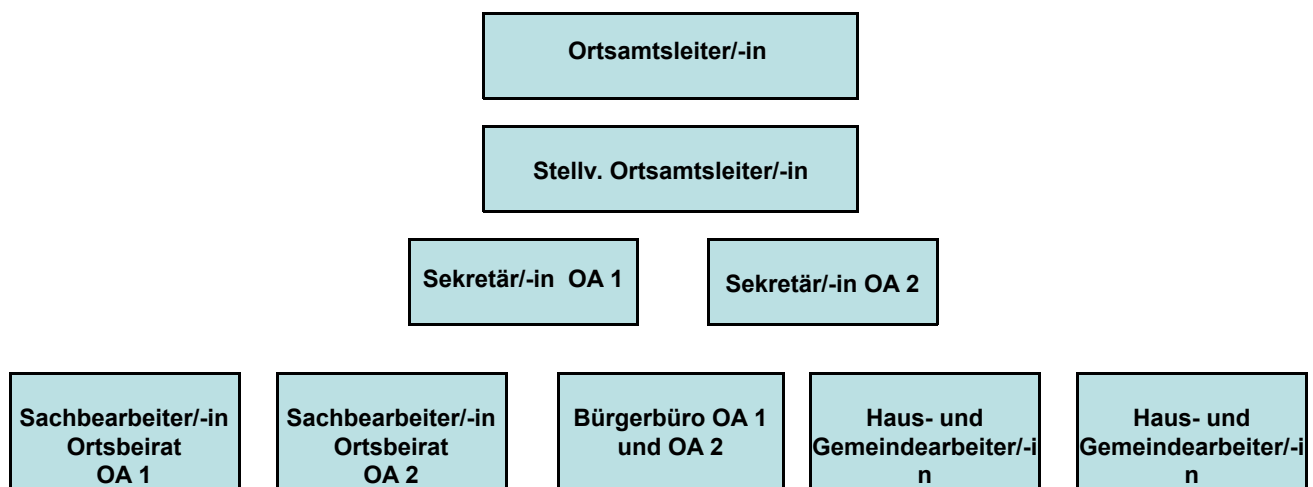 Ortsamtsleiter/-in
Stellv. Ortsamtsleiter/-in
Sekretär/-in OA 1
Sekretär/-in OA 2
Sachbearbeiter/-in
Ortsbeirat
OA 1
Sachbearbeiter/-in
Ortsbeirat
OA 2
Bürgerbüro OA 1
und OA 2
Haus- und
Gemeindearbeiter/-i
n
Haus- und
Gemeindearbeiter/-i
n